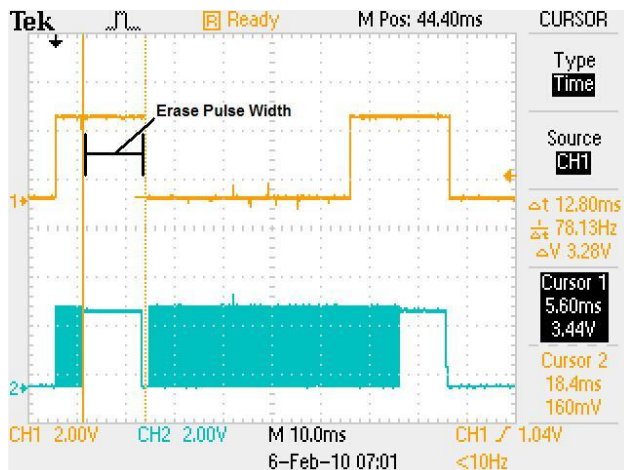 Tek
R Ready
M Pos: 44.40ms
CURSOR
Type
Time
Source
CH1
Δt 12.80ms
1/Δt 78.13Hz
ΔV 3.28V
Cursor 1
5.60ms
3.44V
Cursor 2
18.4ms
160mV
Erase Pulse Width
1
2
CH1 2.00V
CH2 2.00V
M 10.0ms
CH1 / 1.04V
6-Feb-10 07:01
<10Hz